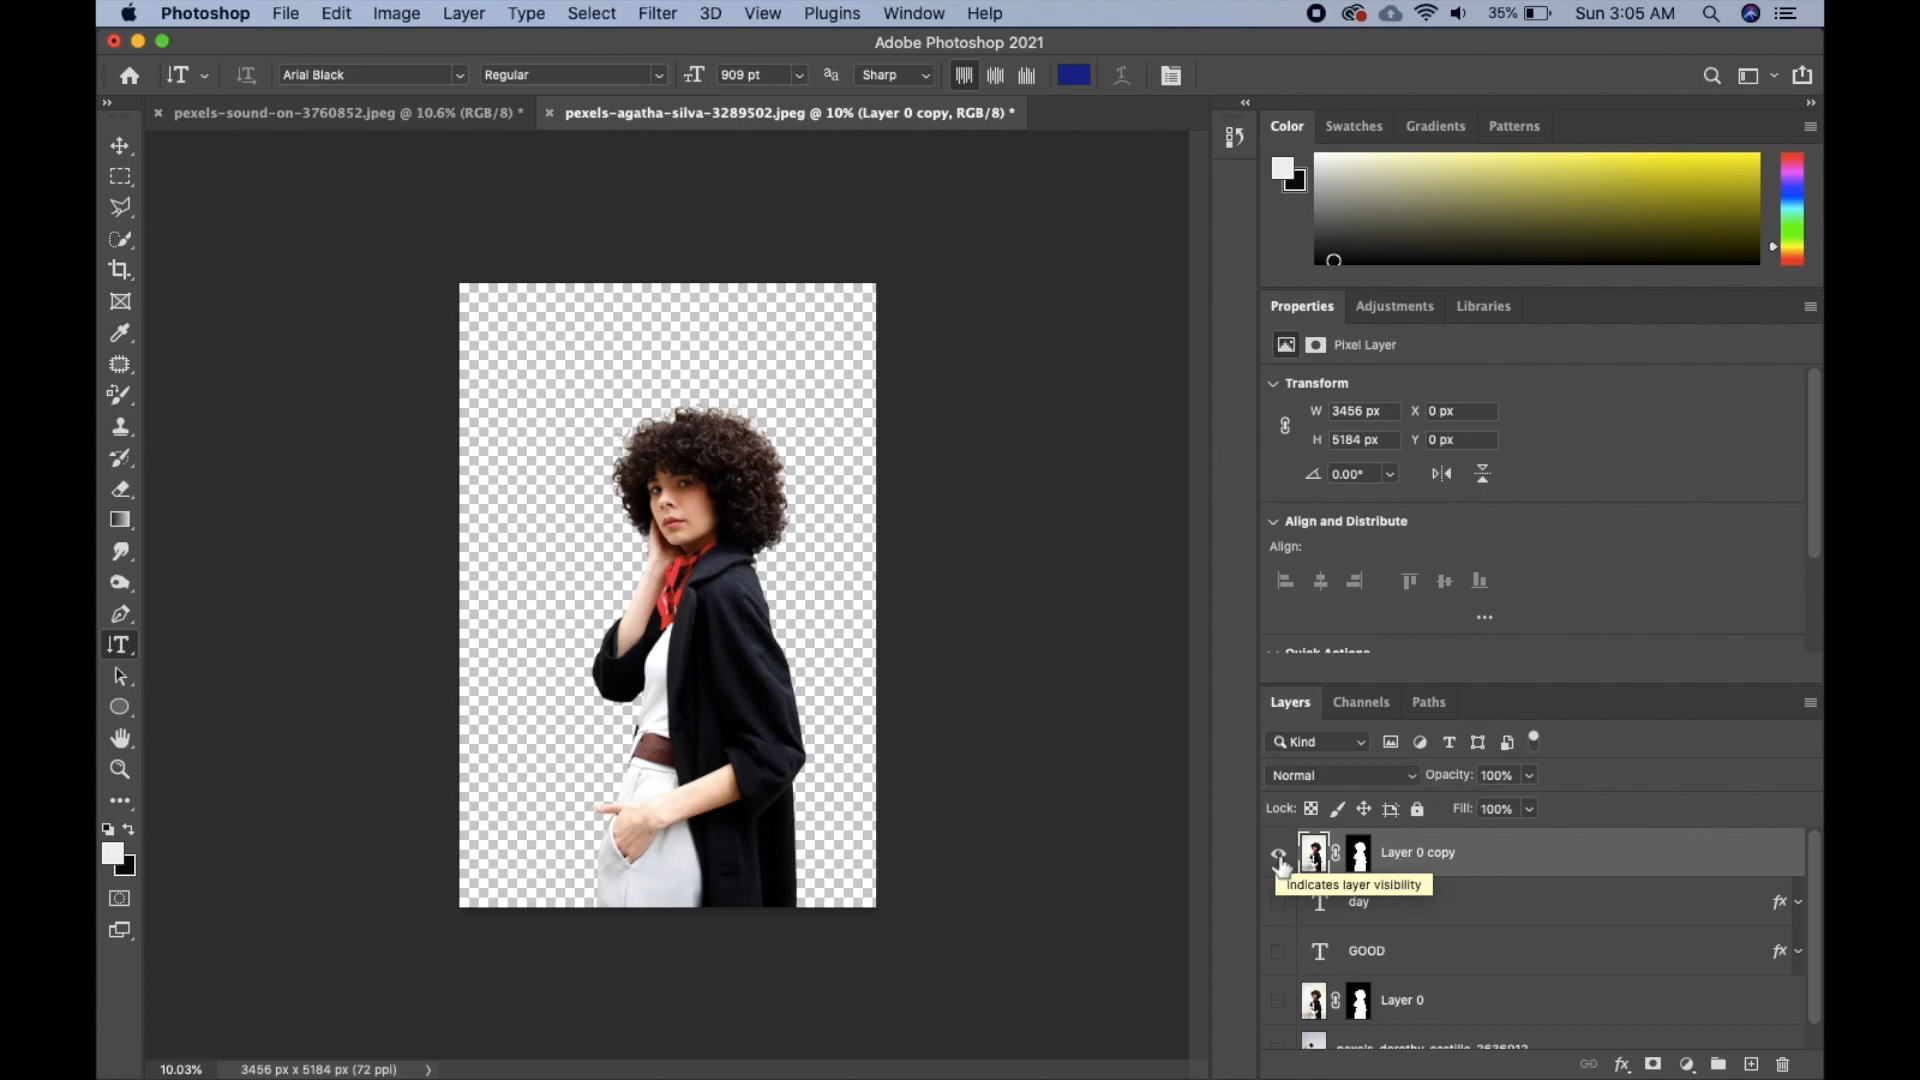 Photoshop File Edit Image Layer Type Select Filter 3D View Plugins Window Help 35% Sun 3:05 AM
Adobe Photoshop 2021
Arial Black Regular 909 pt Sharp
pexels-sound-on-3760852.jpeg @ 10.6% (RGB/8) * pexels-agatha-silva-3289502.jpeg @ 10% (Layer 0 copy, RGB/8) *
Color Swatches Gradients Patterns
Properties Adjustments Libraries
Pixel Layer
Transform
W 3456 px X 0 px
H 5184 px Y 0 px
0.00°
Align and Distribute
Align:
Quick Actions
Layers Channels Paths
Kind
Normal Opacity: 100%
Lock: Fill: 100%
Layer 0 copy
Indicates layer visibility
day fx
GOOD fx
Layer 0
10.03% 3456 px x 5184 px (72 ppi)